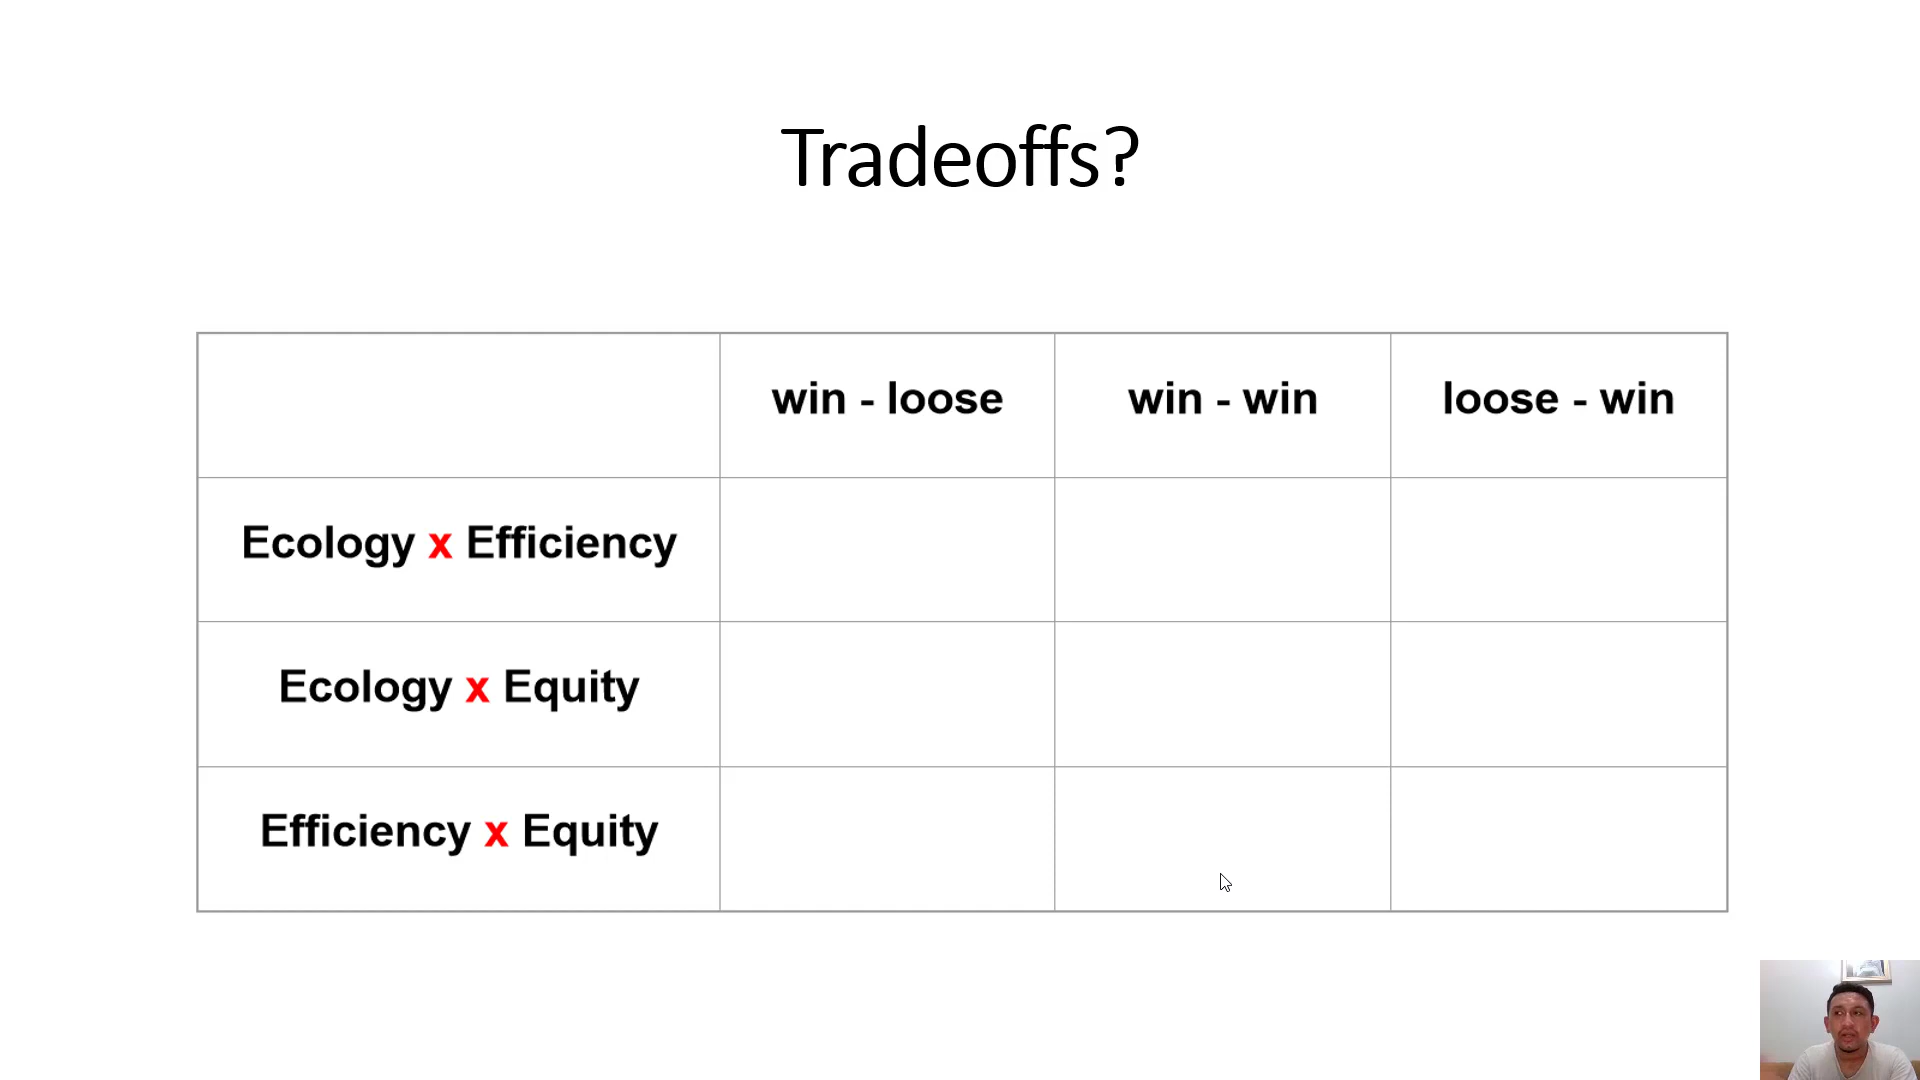 Tradeoffs?
win - loose
win - win
loose - win
Ecology x Efficiency
Ecology x Equity
Efficiency x Equity